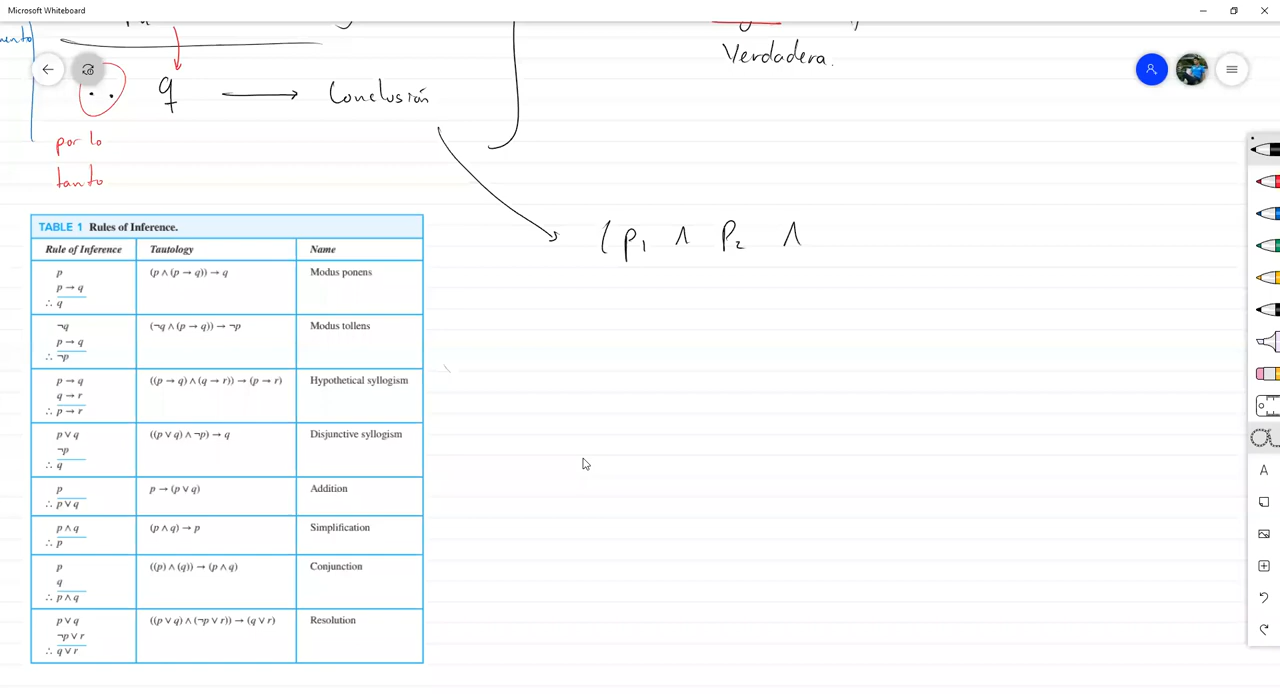 Microsoft Whiteboard
mento
Verdadera.
∴ q → Conclusión
por lo
tanto
( p₁ ∧ p₂ ∧
TABLE 1 Rules of Inference.
Rule of Inference Tautology Name
p
p → q
∴ q
(p ∧ (p → q)) → q
Modus ponens
¬q
p → q
∴ ¬p
(¬q ∧ (p → q)) → ¬p
Modus tollens
p → q
q → r
∴ p → r
((p → q) ∧ (q → r)) → (p → r)
Hypothetical syllogism
p ∨ q
¬p
∴ q
((p ∨ q) ∧ ¬p) → q
Disjunctive syllogism
p
∴ p ∨ q
p → (p ∨ q)
Addition
p ∧ q
∴ p
(p ∧ q) → p
Simplification
p
q
∴ p ∧ q
((p) ∧ (q)) → (p ∧ q)
Conjunction
p ∨ q
¬p ∨ r
∴ q ∨ r
((p ∨ q) ∧ (¬p ∨ r)) → (q ∨ r)
Resolution